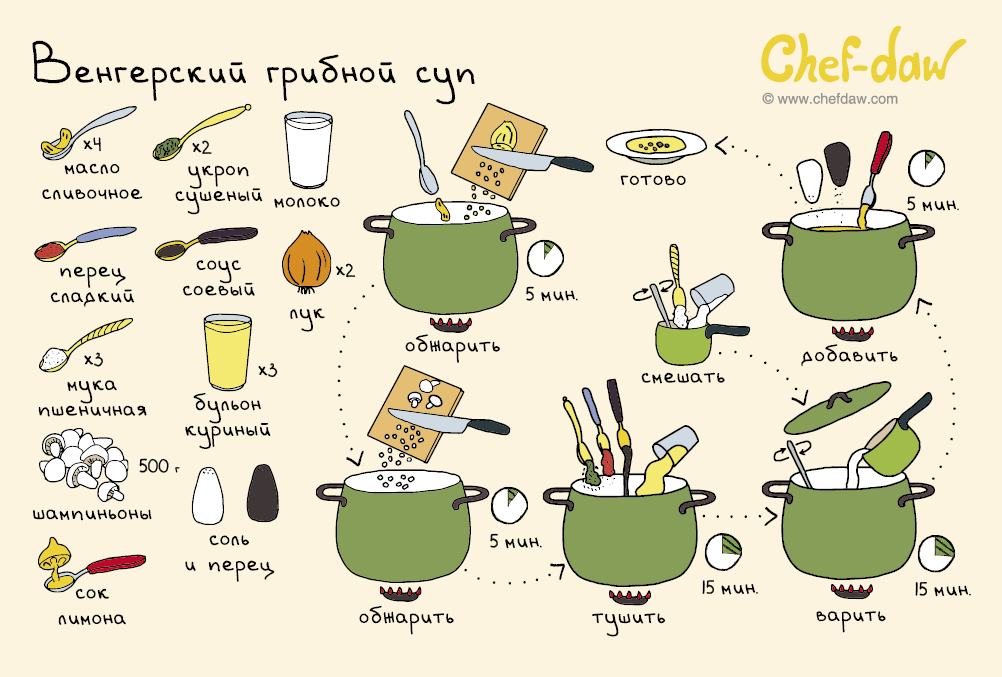 Венгерский грибной суп
Chef-daw
© www.chefdaw.com
x4
масло
сливочное
x2
укроп
сушеный
молоко
перец
сладкий
соус
соевый
x2
лук
x3
мука
пшеничная
x3
бульон
куриный
500 г
шампиньоны
соль
и перец
сок
лимона
5 мин.
обжарить
5 мин.
обжарить
15 мин.
тушить
смешать
15 мин.
варить
5 мин.
добавить
готово